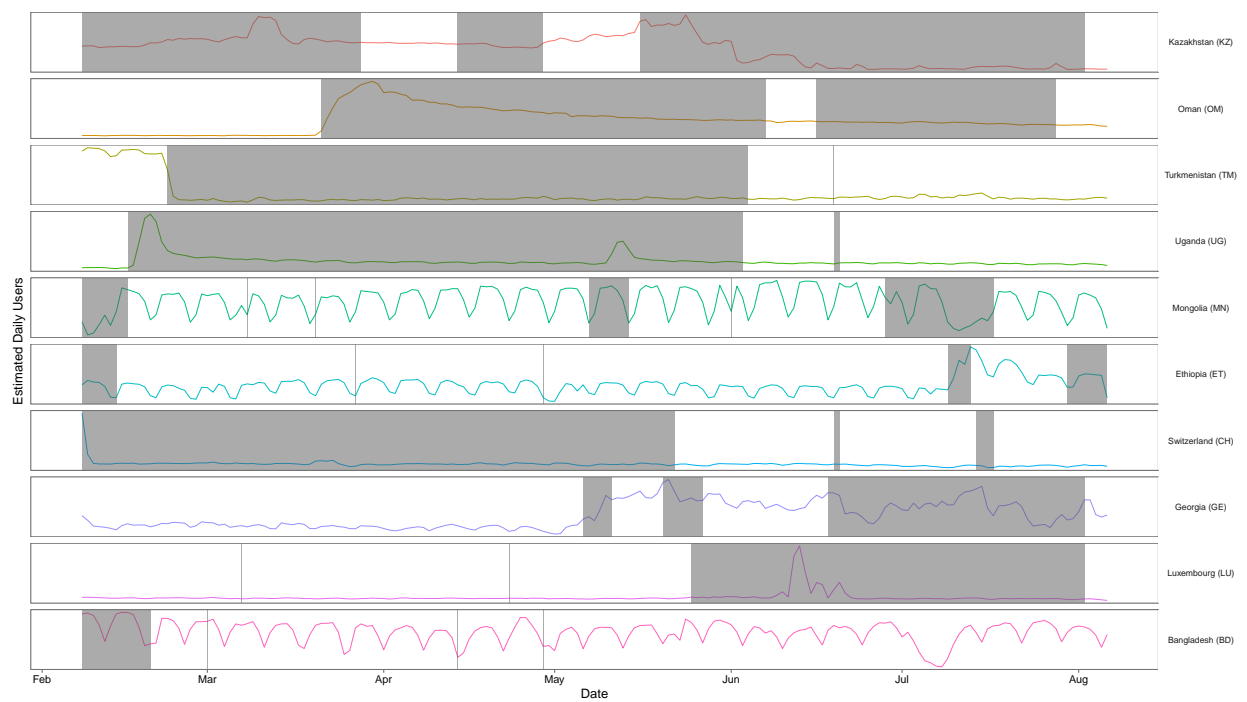 Kazakhstan (KZ)
Oman (OM)
Turkmenistan (TM)
Uganda (UG)
Mongolia (MN)
Ethiopia (ET)
Switzerland (CH)
Georgia (GE)
Luxembourg (LU)
Bangladesh (BD)
Estimated Daily Users
Feb Mar Apr May Jun Jul Aug
Date